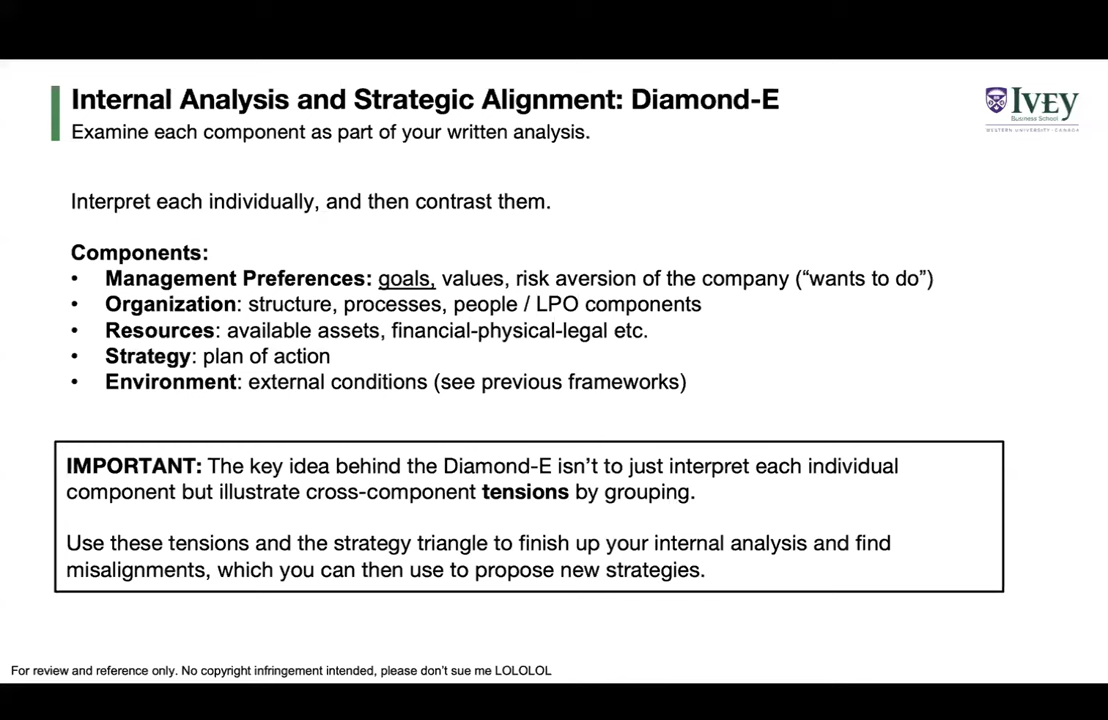 Internal Analysis and Strategic Alignment: Diamond-E
IVEY
Business School
WESTERN UNIVERSITY · CANADA
Examine each component as part of your written analysis.
Interpret each individually, and then contrast them.
Components:
• Management Preferences: goals, values, risk aversion of the company (“wants to do”)
• Organization: structure, processes, people / LPO components
• Resources: available assets, financial-physical-legal etc.
• Strategy: plan of action
• Environment: external conditions (see previous frameworks)
IMPORTANT: The key idea behind the Diamond-E isn’t to just interpret each individual
component but illustrate cross-component tensions by grouping.
Use these tensions and the strategy triangle to finish up your internal analysis and find
misalignments, which you can then use to propose new strategies.
For review and reference only. No copyright infringement intended, please don’t sue me LOLOLOL